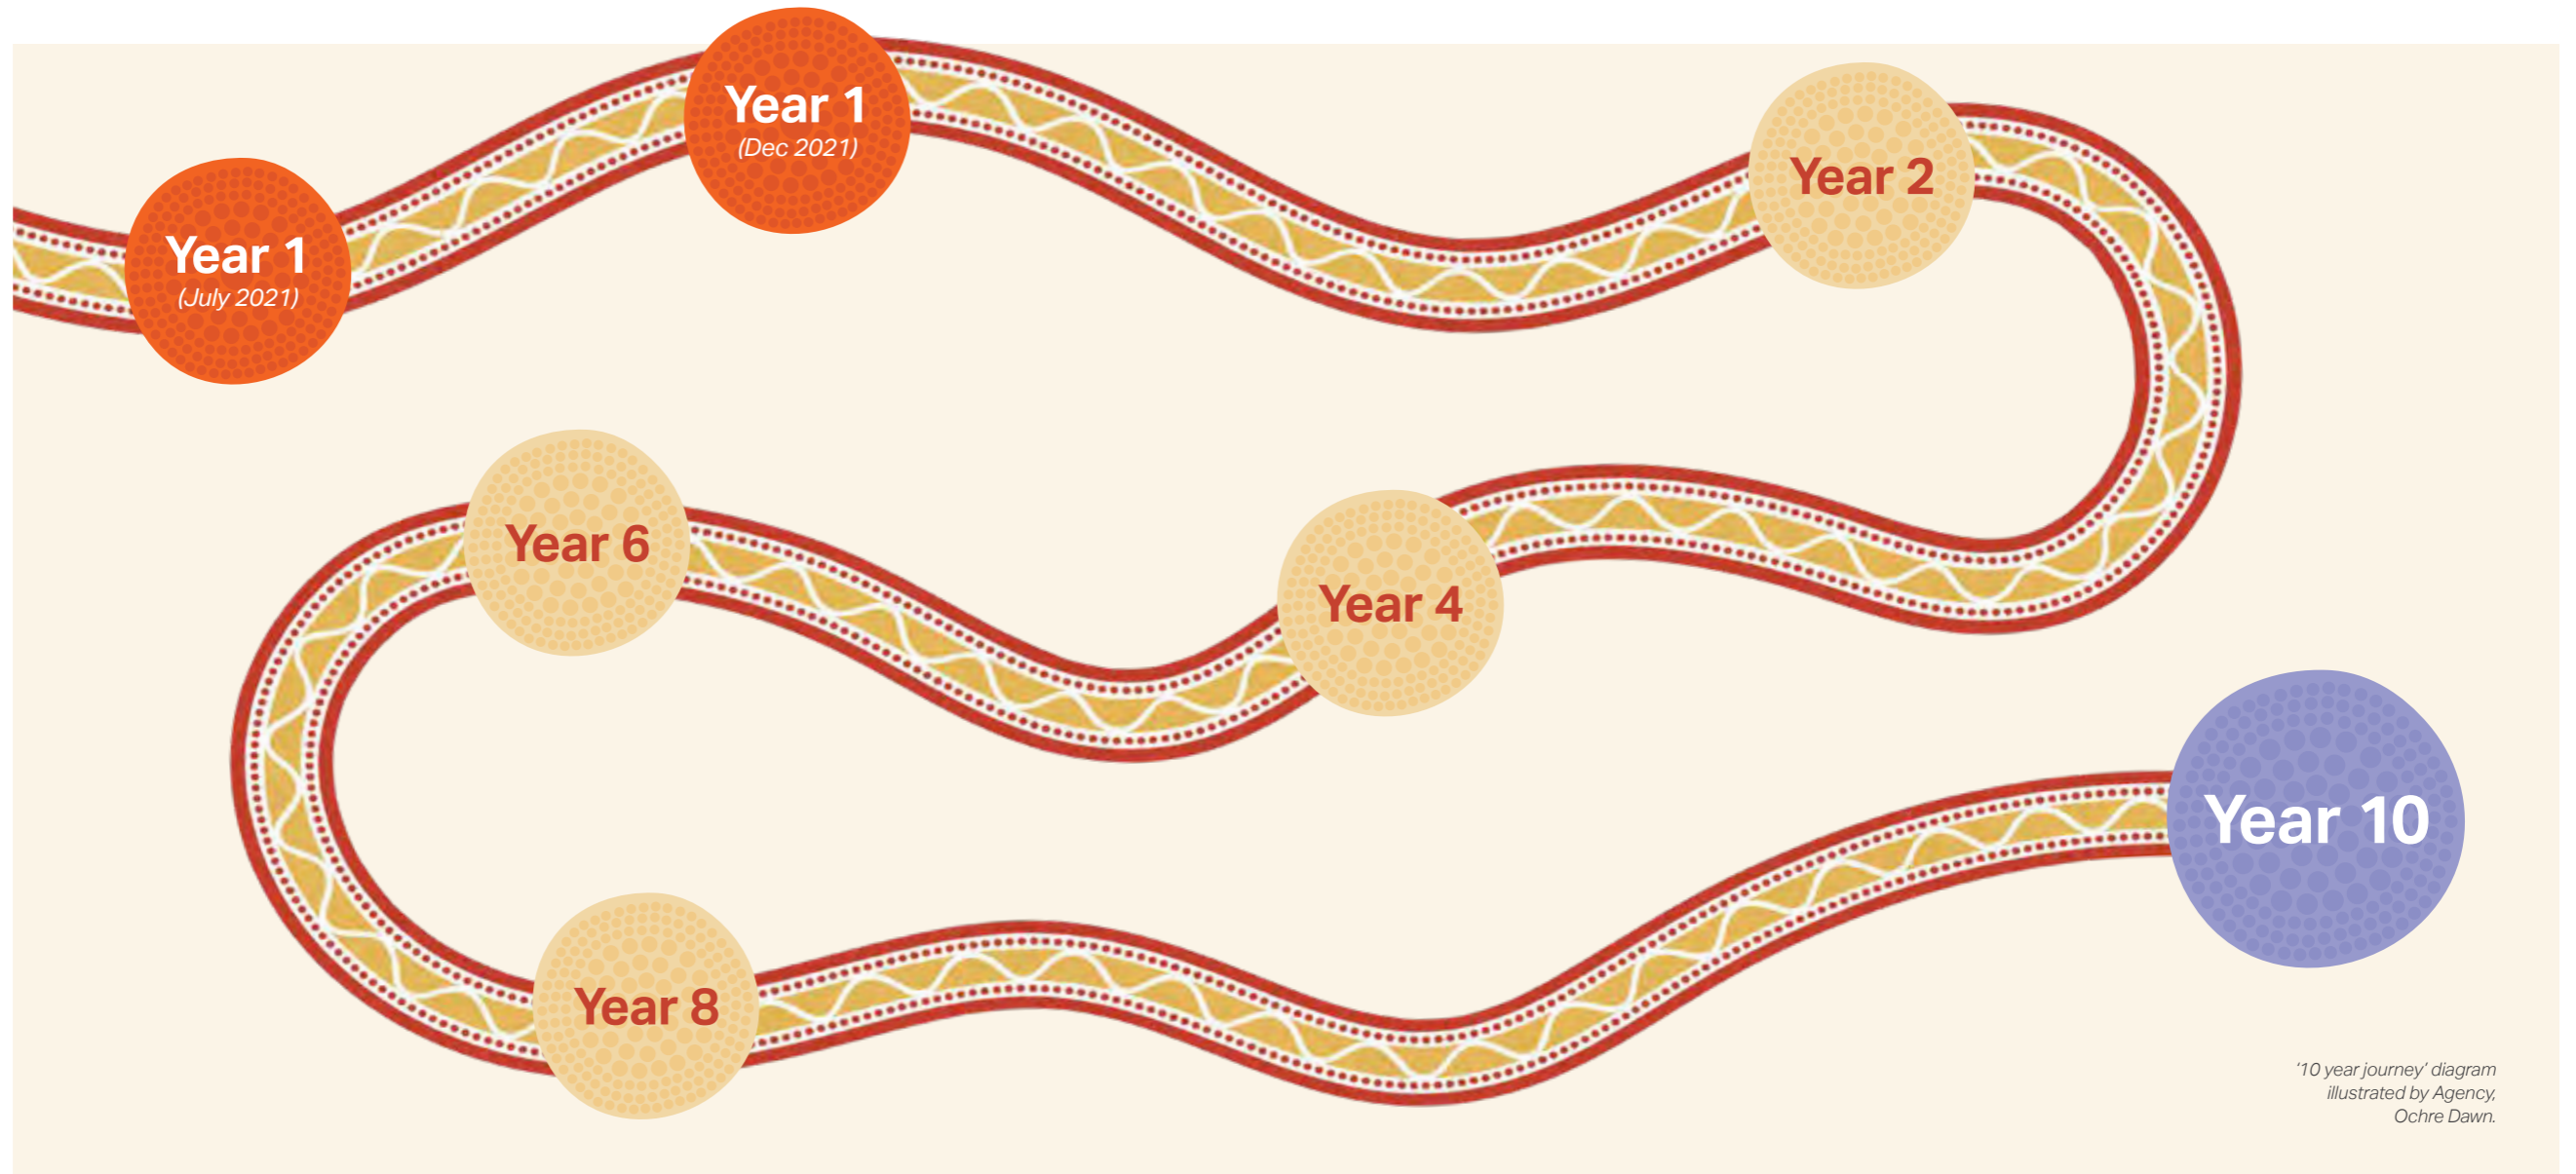 Year 1
(July 2021)
Year 1
(Dec 2021)
Year 2
Year 4
Year 6
Year 8
Year 10
‘10 year journey’ diagram
illustrated by Agency,
Ochre Dawn.